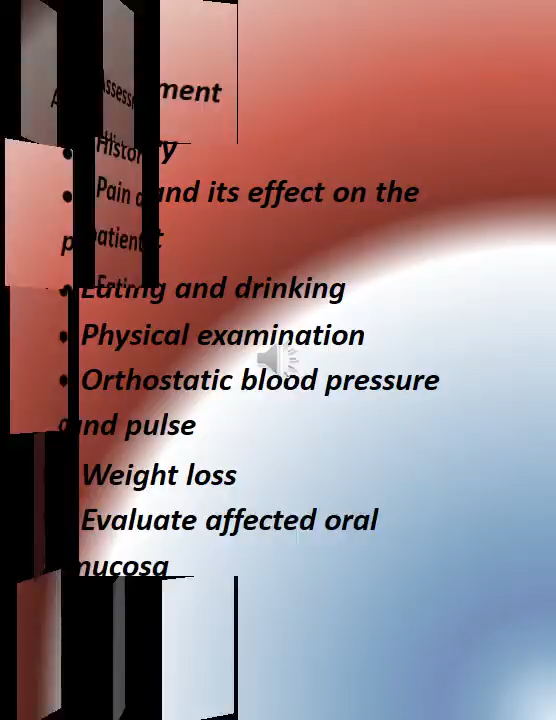 Assessment
• History
• Pain and its effect on the
patient
• Eating and drinking
• Physical examination
• Orthostatic blood pressure
and pulse
Weight loss
Evaluate affected oral
mucosa